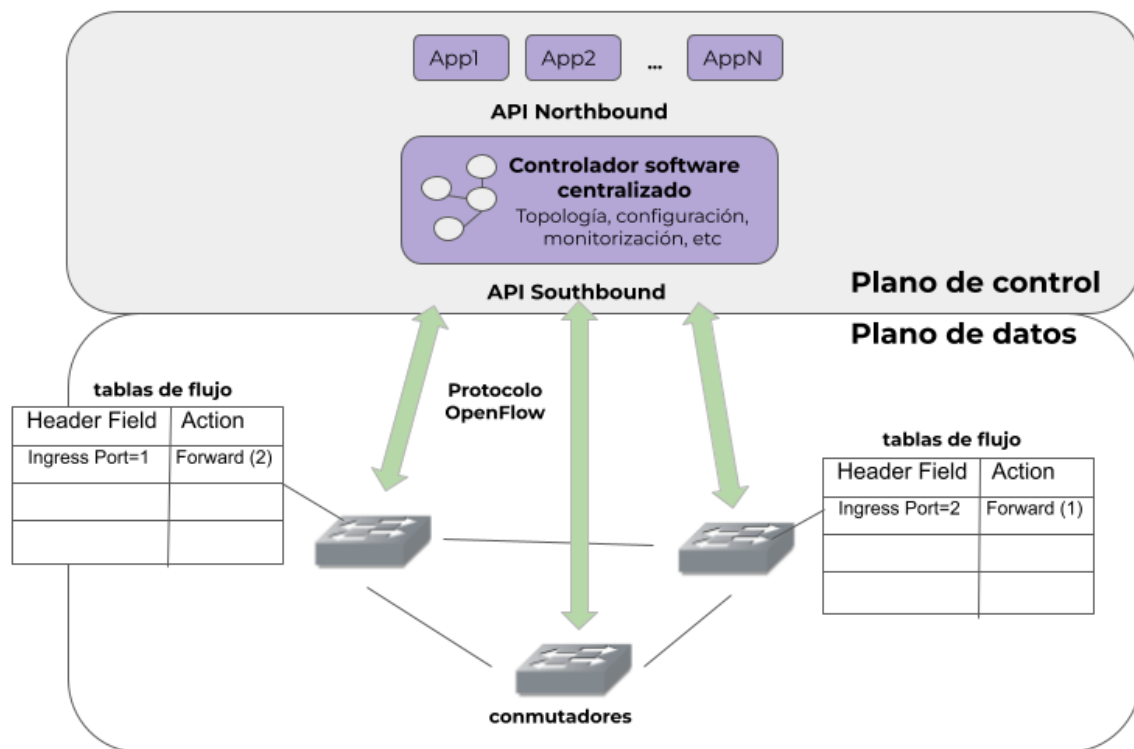 App1 App2 ... AppN
API Northbound
Controlador software
centralizado
Topología, configuración,
monitorización, etc
API Southbound
Plano de control
Plano de datos
tablas de flujo
Header Field Action
Ingress Port=1 Forward (2)
Protocolo
OpenFlow
tablas de flujo
Header Field Action
Ingress Port=2 Forward (1)
conmutadores